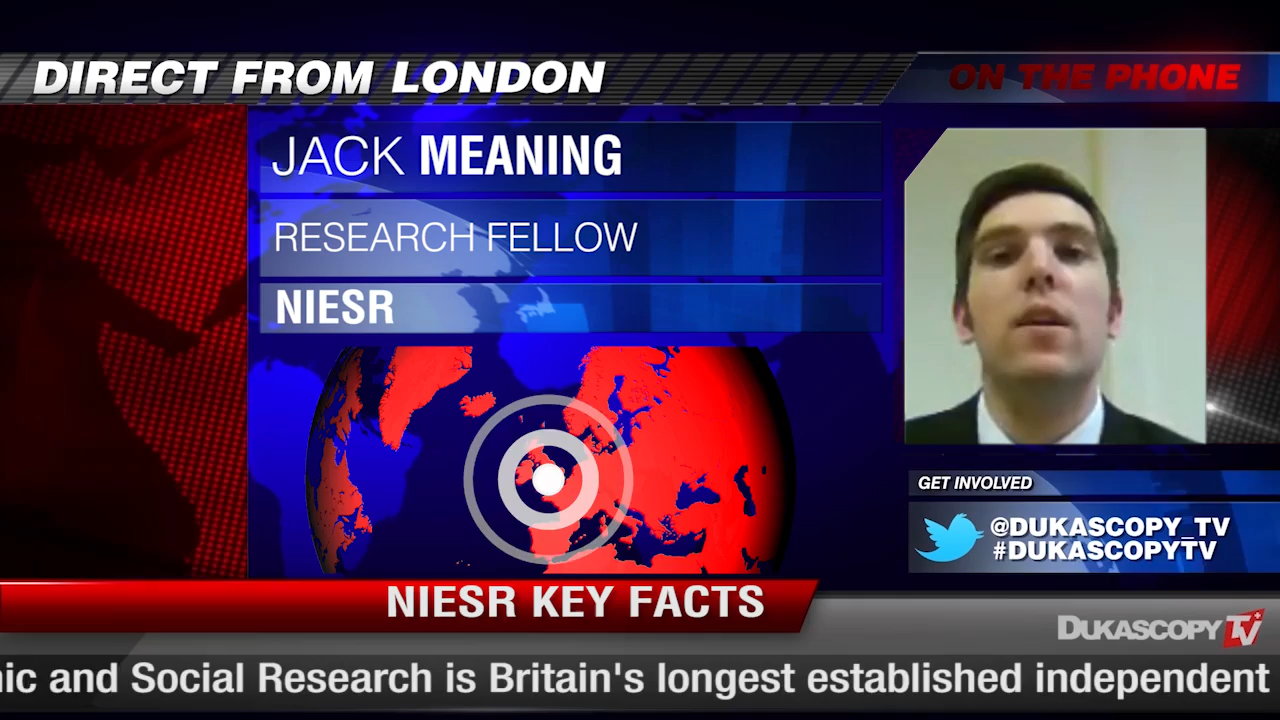 DIRECT FROM LONDON
ON THE PHONE
JACK MEANING
RESEARCH FELLOW
NIESR
GET INVOLVED
@DUKASCOPY_TV
#DUKASCOPYTV
NIESR KEY FACTS
DUKASCOPY TV
and Social Research is Britain's longest established independent